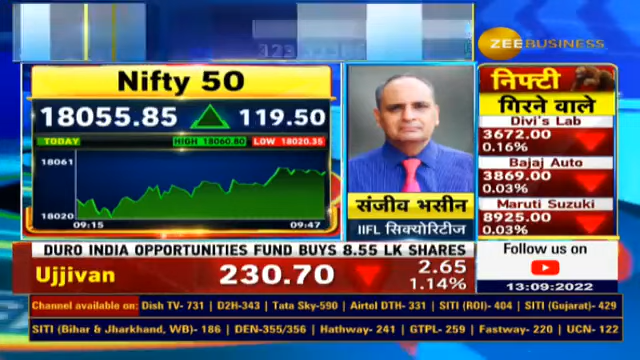 ZEE BUSINESS
Nifty 50
18055.85 119.50
TODAY HIGH 18060.80 LOW 18020.35
18061
18020
09:15 09:47
संजीव भसीन
IIFL सिक्योरिटीज
निफ्टी
गिरने वाले
Divi's Lab
3672.00
0.16%
Bajaj Auto
3869.00
0.03%
Maruti Suzuki
8925.00
0.03%
DURO INDIA OPPORTUNITIES FUND BUYS 8.55 LK SHARES
Ujjivan 230.70 2.65
1.14%
Follow us on
13:09:2022
Channel available on: Dish TV- 731 | D2H-343 | Tata Sky-590 | Airtel DTH- 331 | SITI (ROI)- 404 | SITI (Gujarat)- 429
SITI (Bihar & Jharkhand, WB)- 186 | DEN-355/356 | Hathway- 241 | GTPL- 259 | Fastway- 220 | UCN- 122